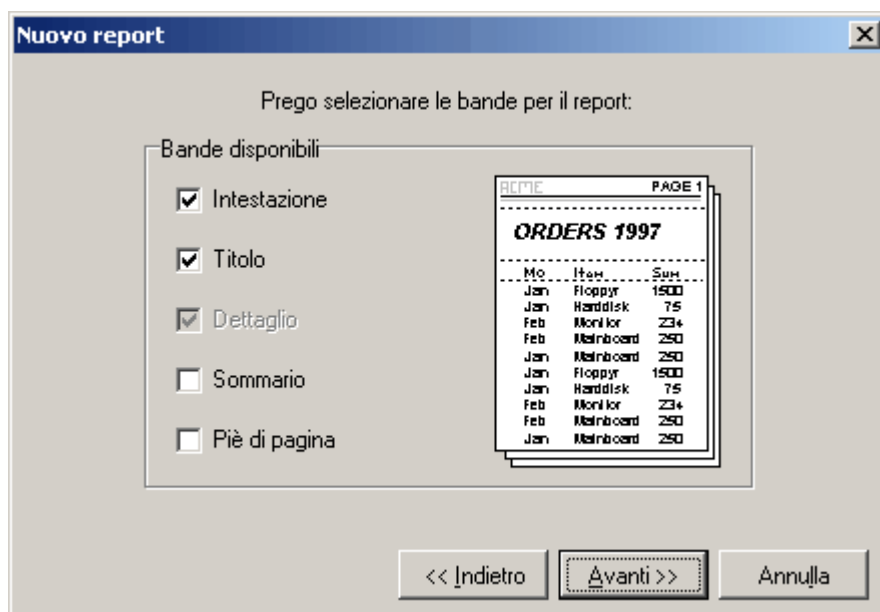 Nuovo report
Prego selezionare le bande per il report:
Bande disponibili
Intestazione
Titolo
Dettaglio
Sommario
Piè di pagina
ACME PAGE 1
ORDERS 1997
Mo Item Sum
Jan Floppyr 1500
Jan Harddisk 75
Feb Monitor 234
Feb Mainboard 250
Jan Mainboard 250
Jan Floppyr 1500
Jan Harddisk 75
Feb Monitor 234
Feb Mainboard 250
Jan Mainboard 250
<< Indietro
Avanti >>
Annulla